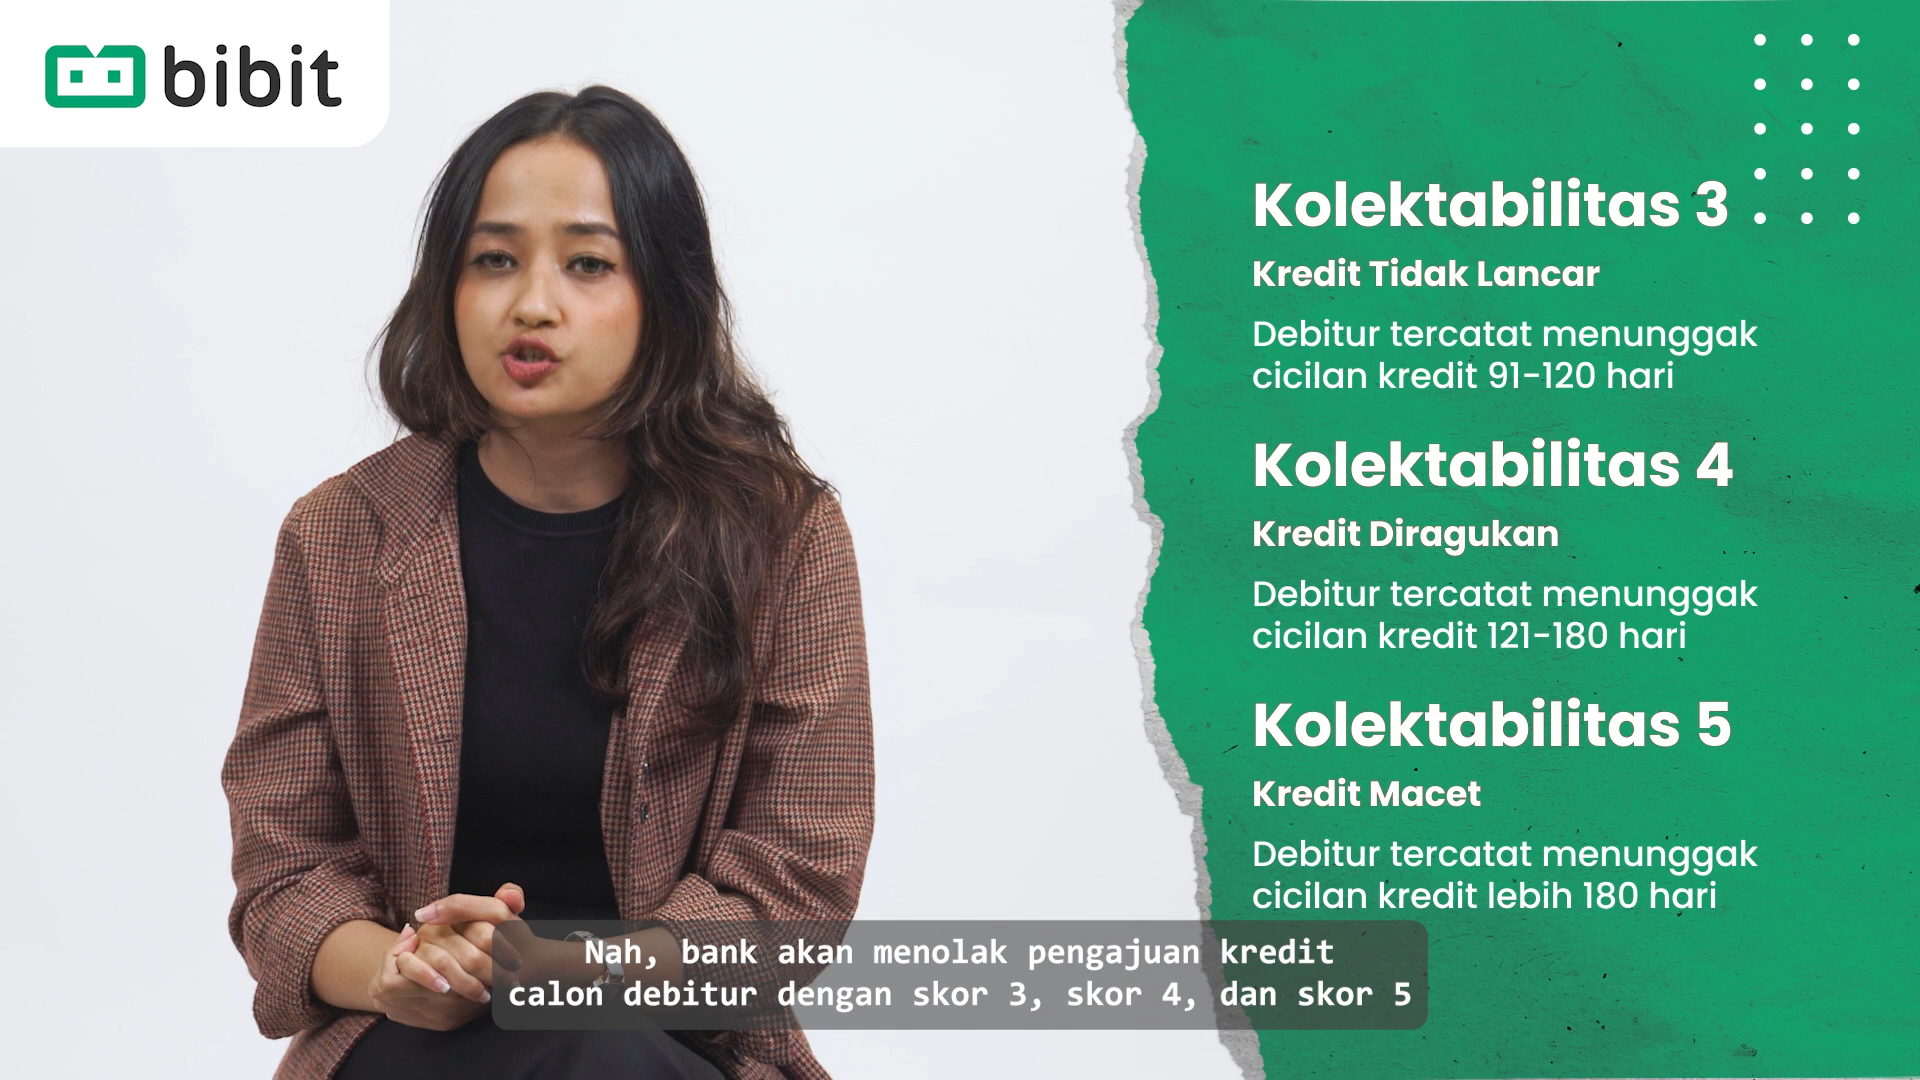 bibit
Kolektabilitas 3
Kredit Tidak Lancar
Debitur tercatat menunggak
cicilan kredit 91-120 hari
Kolektabilitas 4
Kredit Diragukan
Debitur tercatat menunggak
cicilan kredit 121-180 hari
Kolektabilitas 5
Kredit Macet
Debitur tercatat menunggak
cicilan kredit lebih 180 hari
Nah, bank akan menolak pengajuan kredit
calon debitur dengan skor 3, skor 4, dan skor 5